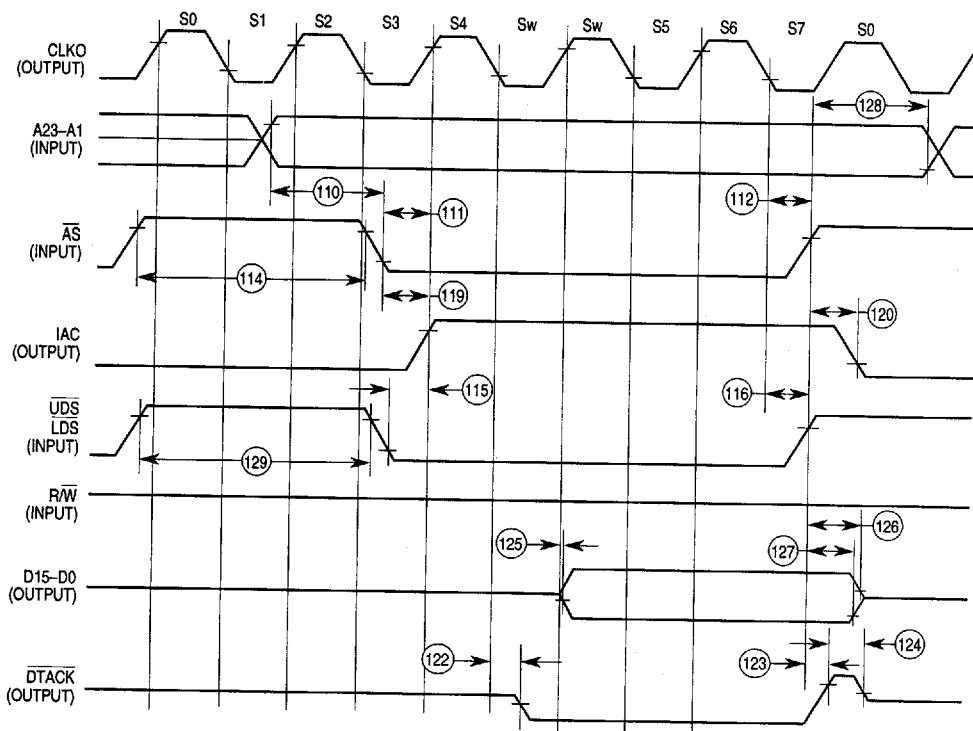 S0 S1 S2 S3 S4 Sw Sw S5 S6 S7 S0
CLKO
(OUTPUT)
128
A23–A1
(INPUT)
110
111
112
AS
(INPUT)
114
119
120
IAC
(OUTPUT)
115
116
UDS
LDS
(INPUT)
129
R/W
(INPUT)
126
125
127
D15–D0
(OUTPUT)
122
123
124
DTACK
(OUTPUT)